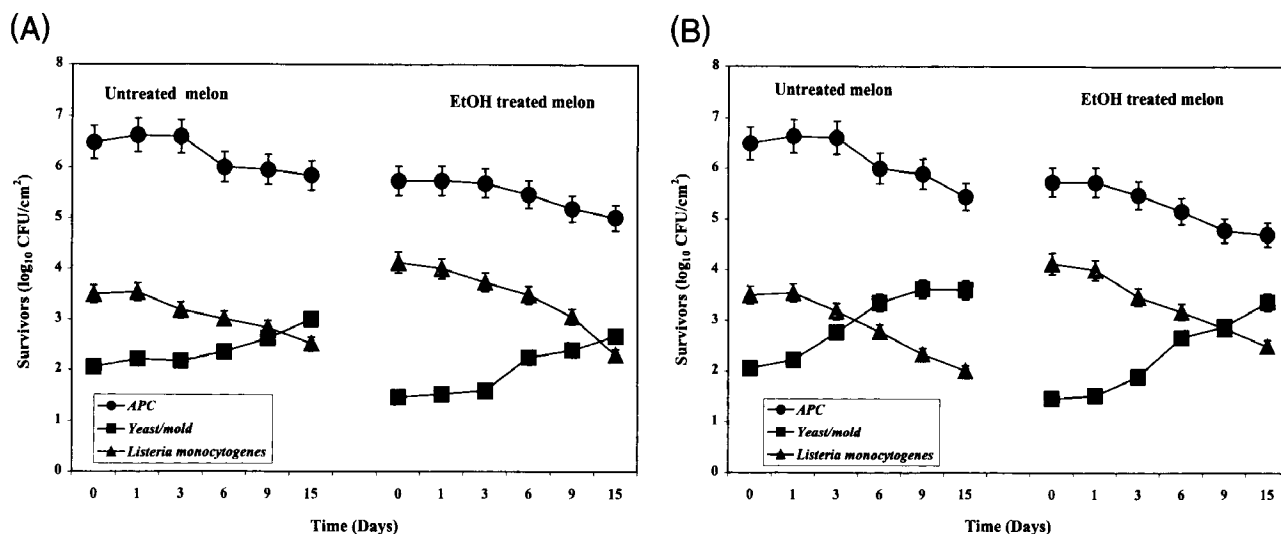 (A)
8
7
6
5
4
3
2
1
0
Survivors (log10 CFU/cm²)
Untreated melon
EtOH treated melon
APC
Yeast/mold
Listeria monocytogenes
0 1 3 6 9 15 0 1 3 6 9 15
Time (Days)
(B)
8
7
6
5
4
3
2
1
0
Survivors (log10 CFU/cm²)
Untreated melon
EtOH treated melon
APC
Yeast/mold
Listeria monocytogenes
0 1 3 6 9 15 0 1 3 6 9 15
Time (Days)